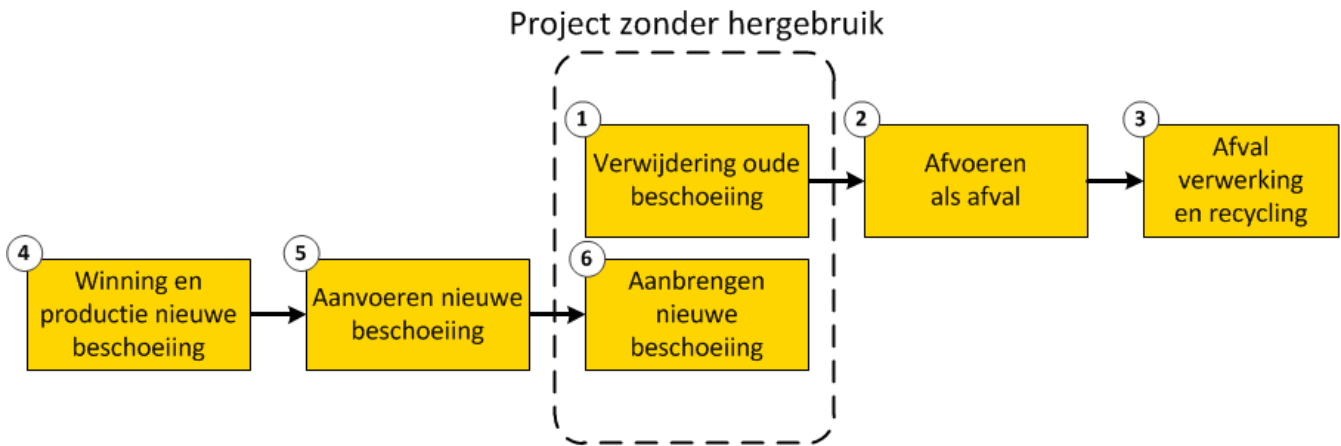 Project zonder hergebruik
1
Verwijdering oude
beschoeiing
2
Afvoeren
als afval
3
Afval
verwerking
en recycling
4
Winning en
productie nieuwe
beschoeiing
5
Aanvoeren nieuwe
beschoeiing
6
Aanbrengen
nieuwe
beschoeiing